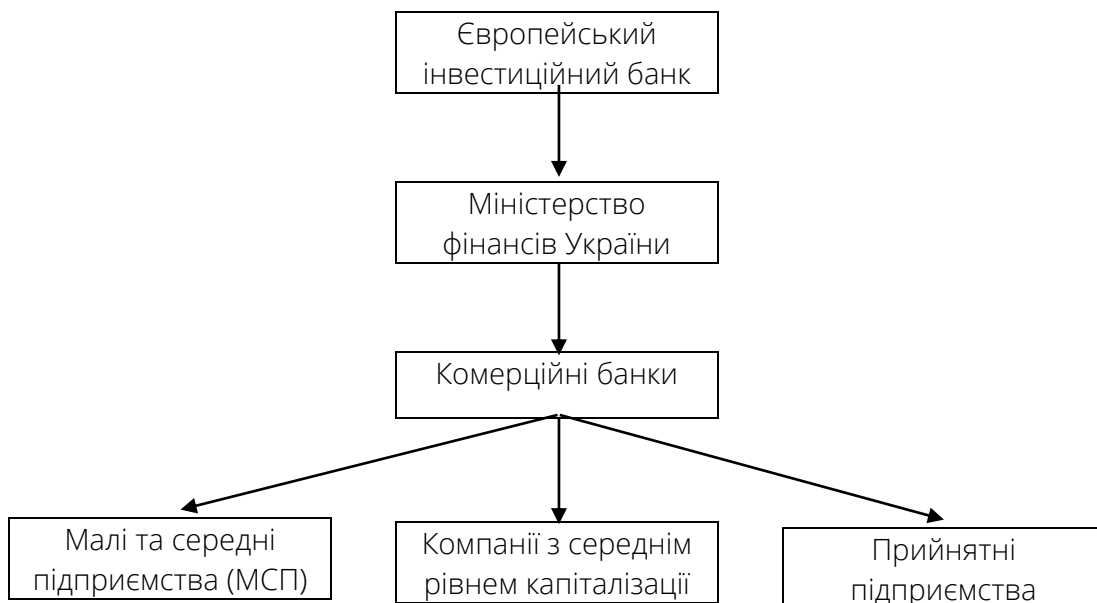 Європейський
інвестиційний банк
Міністерство
фінансів України
Комерційні банки
Малі та середні
підприємства (МСП)
Компанії з середнім
рівнем капіталізації
Прийнятні
підприємства